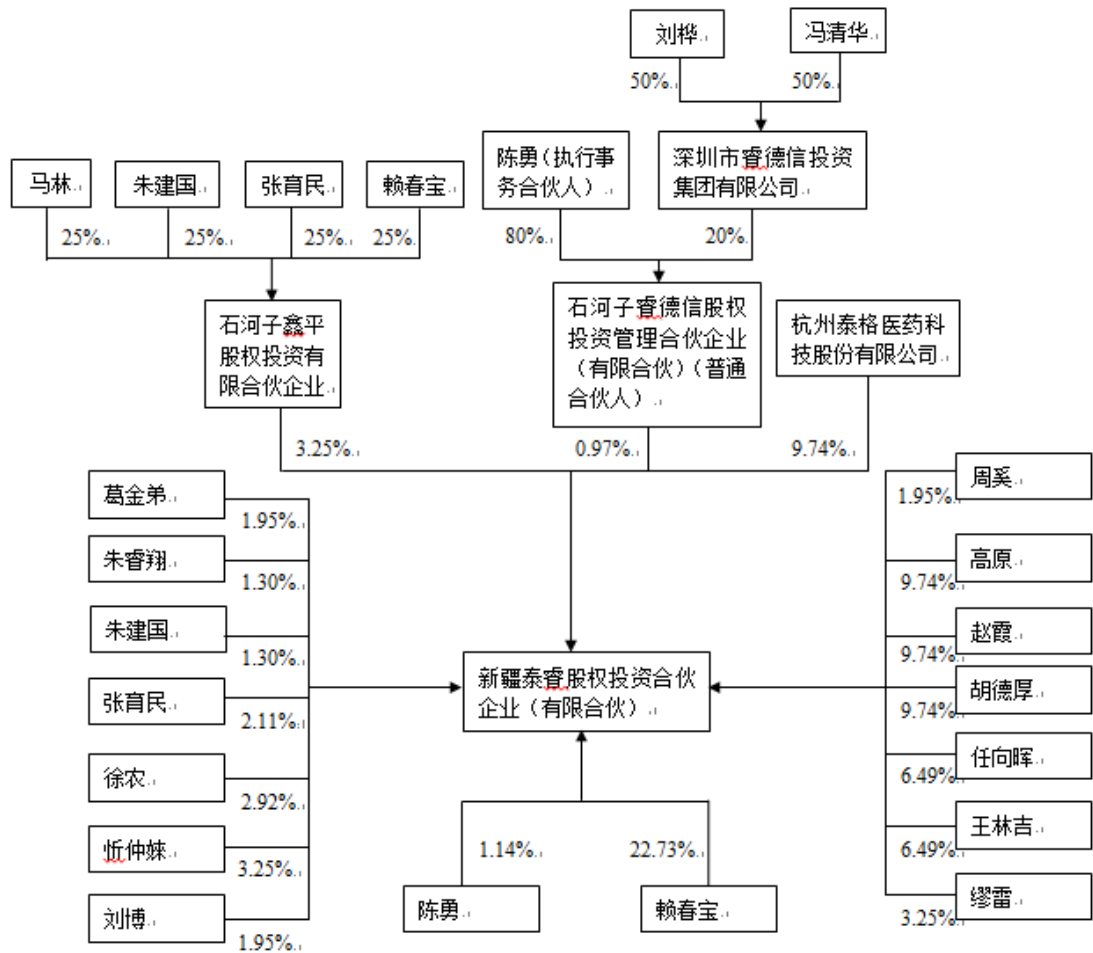 刘桦
冯清华
50%
50%
陈勇（执行事
务合伙人）
深圳市睿德信投资
集团有限公司
马林
朱建国
张育民
赖春宝
25%
25%
25%
25%
80%
20%
石河子鑫平
股权投资有
限合伙企业
石河子睿德信股权
投资管理合伙企业
（有限合伙）（普通
合伙人）
杭州泰格医药科
技股份有限公司
3.25%
0.97%
9.74%
葛金弟
1.95%
朱睿翔
1.30%
朱建国
1.30%
张育民
2.11%
徐农
2.92%
忻仲婡
3.25%
刘博
1.95%
新疆泰睿股权投资合伙
企业（有限合伙）
周奚
1.95%
高原
9.74%
赵霞
9.74%
胡德厚
9.74%
任向晖
6.49%
王林吉
6.49%
缪雷
3.25%
1.14%
22.73%
陈勇
赖春宝